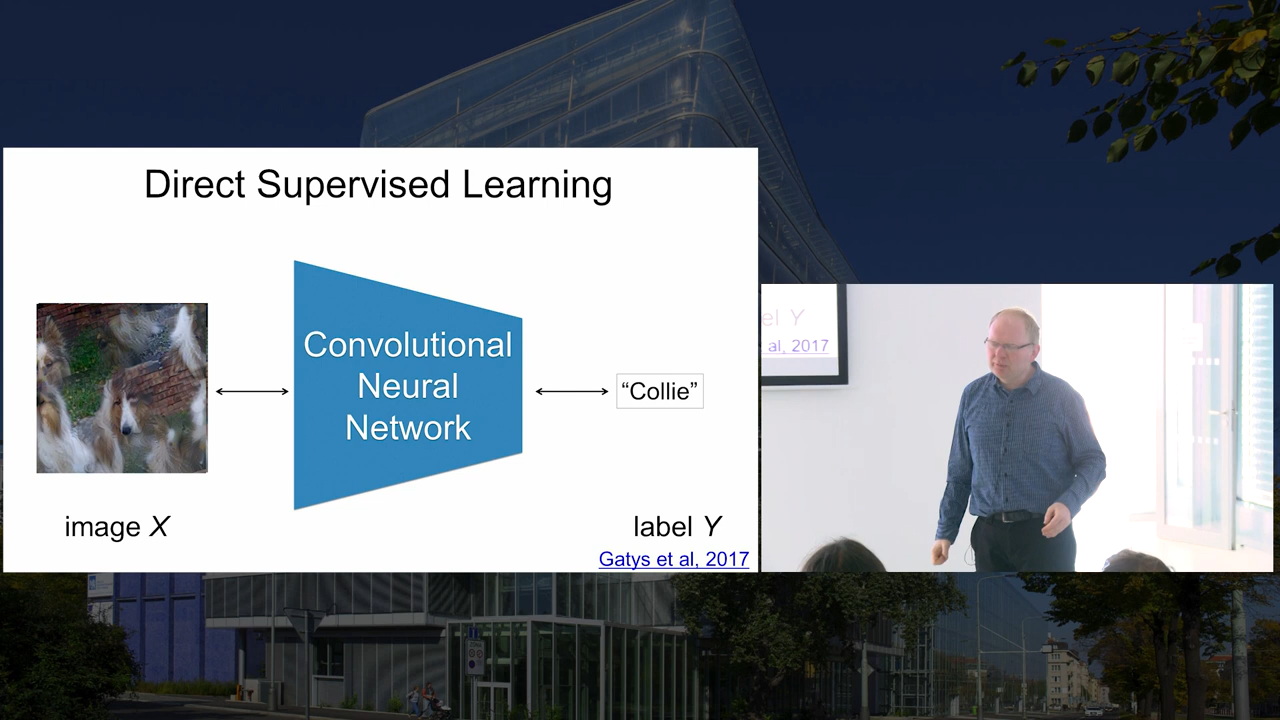 Direct Supervised Learning
Convolutional
Neural
Network
“Collie”
image X
label Y
Gatys et al, 2017
el Y
al, 2017